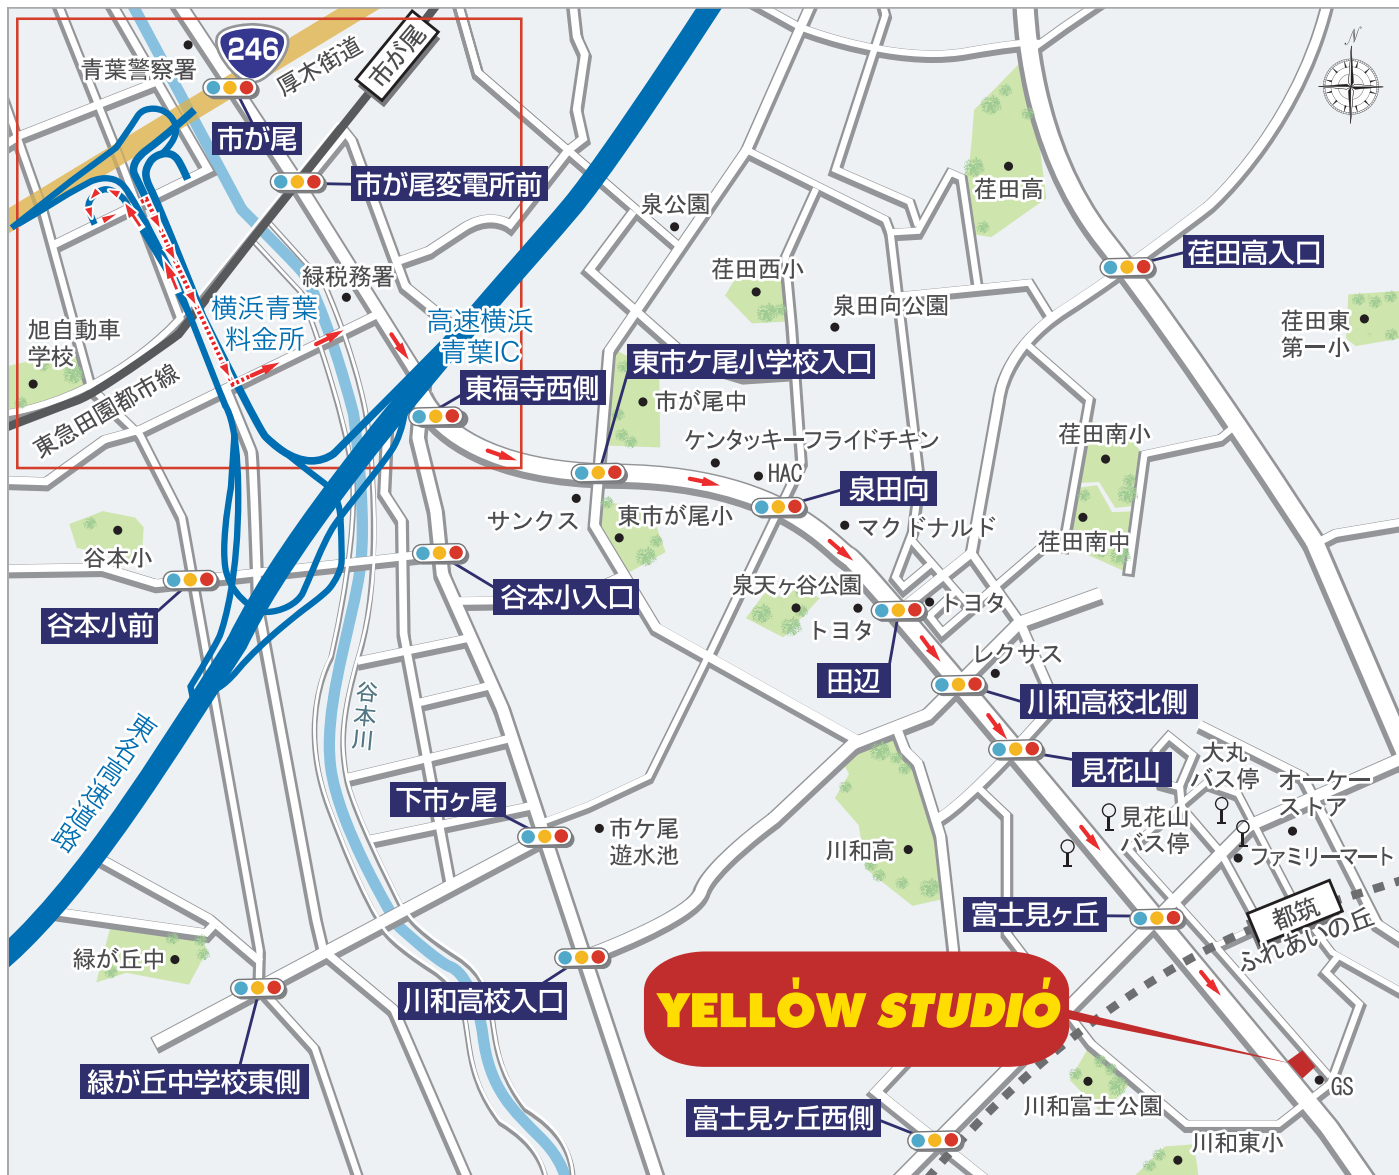 246
青葉警察署
厚木街道
市が尾
市が尾
市が尾変電所前
N
荏田高
泉公園
荏田高入口
荏田西小
緑税務署
横浜青葉
料金所
高速横浜
青葉IC
泉田向公園
荏田東
第一小
旭自動車
学校
東急田園都市線
東福寺西側
東市ケ尾小学校入口
市が尾中
ケンタッキーフライドチキン
HAC
荏田南小
泉田向
サンクス
東市が尾小
マクドナルド
荏田南中
谷本小
谷本小前
谷本小入口
泉天ヶ谷公園
トヨタ
トヨタ
田辺
レクサス
川和高校北側
谷本川
東名高速道路
見花山
大丸
バス停
オーケー
ストア
下市ヶ尾
市ケ尾
遊水池
見花山
バス停
川和高
ファミリーマート
富士見ヶ丘
都筑
ふれあいの丘
緑が丘中
川和高校入口
YELLOW STUDIO
緑が丘中学校東側
GS
富士見ヶ丘西側
川和富士公園
川和東小